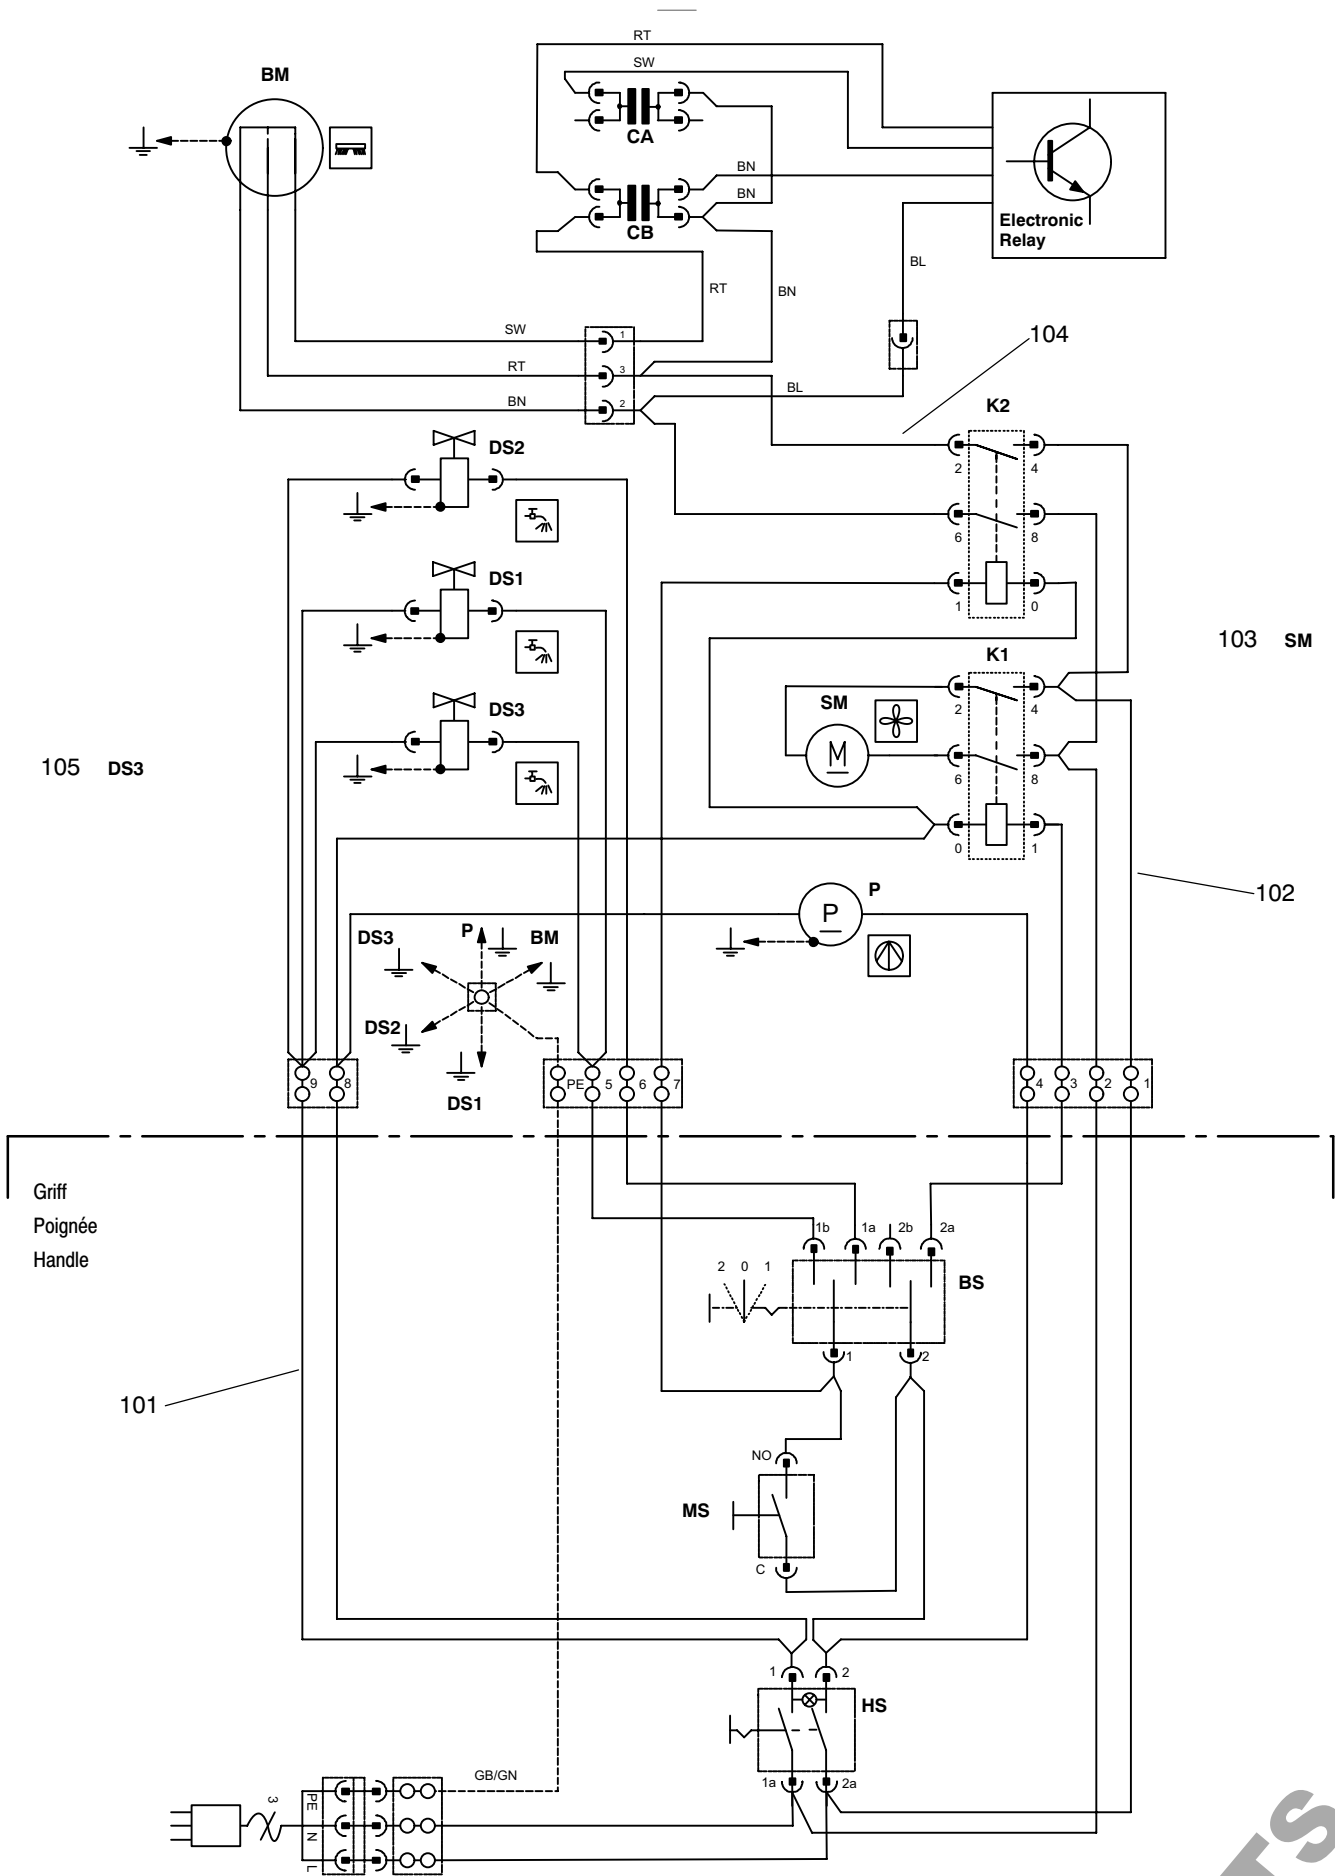 RT
SW
BM
CA
BN
BN
CB
Electronic
Relay
BL
RT
BN
SW
1
104
RT
3
BL
K2
BN
2
DS2
2
4
6
8
DS1
1
0
103 SM
K1
DS3
SM
2
4
M
105 DS3
6
8
0
1
P
102
P
P
DS3
BM
DS2
9
8
PE
5
6
7
4
3
2
1
DS1
Griff
Poignée
Handle
1b
1a
2b
2a
2 0 1
BS
1
2
101
NO
MS
C
1
2
HS
GB/GN
1a
2a
3
PE
N
L
TS